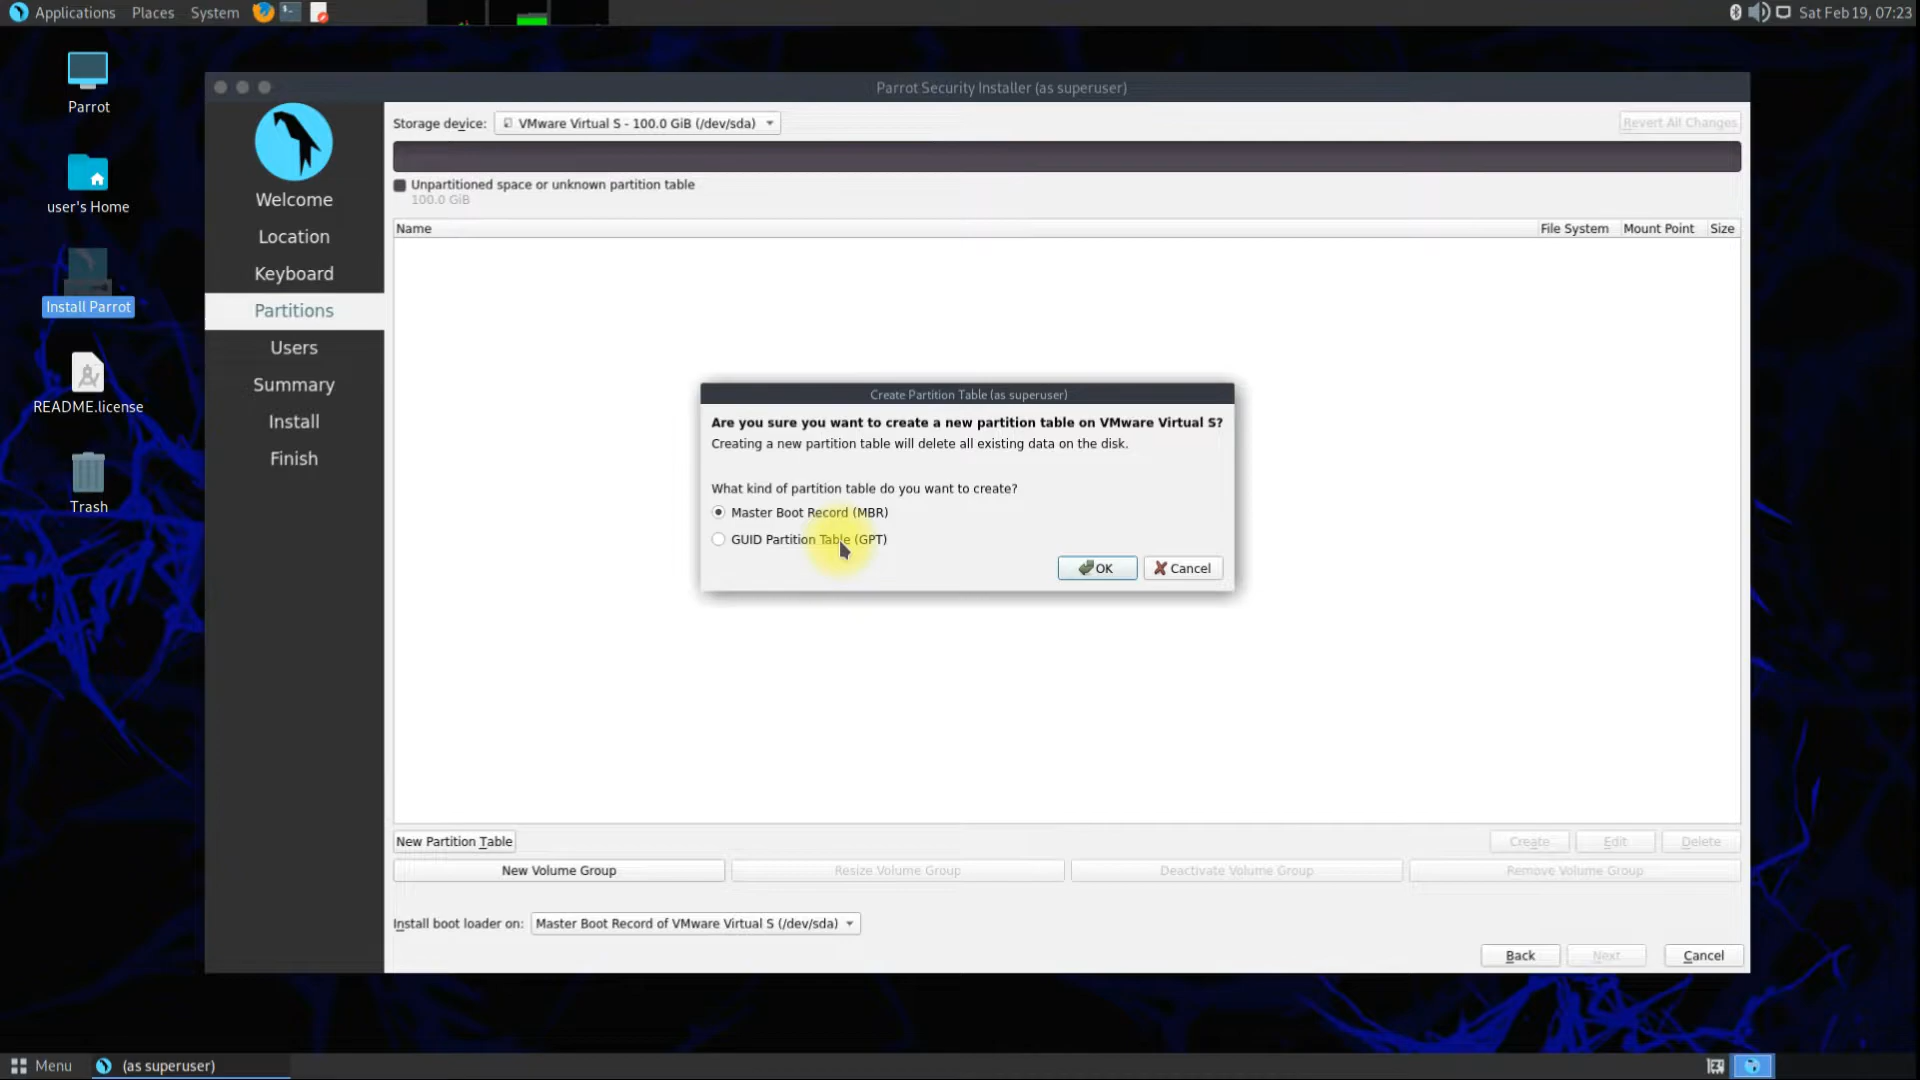 Applications Places System
Sat Feb 19, 07:23
Parrot
user's Home
Install Parrot
README.license
Trash
Parrot Security Installer (as superuser)
Welcome
Location
Keyboard
Partitions
Users
Summary
Install
Finish
Storage device: VMware Virtual S - 100.0 GiB (/dev/sda)
Revert All Changes
Unpartitioned space or unknown partition table
100.0 GiB
Name File System Mount Point Size
Create Partition Table (as superuser)
Are you sure you want to create a new partition table on VMware Virtual S?
Creating a new partition table will delete all existing data on the disk.
What kind of partition table do you want to create?
Master Boot Record (MBR)
GUID Partition Table (GPT)
OK Cancel
New Partition Table Create Edit Delete
New Volume Group Resize Volume Group Deactivate Volume Group Remove Volume Group
Install boot loader on: Master Boot Record of VMware Virtual S (/dev/sda)
Back Next Cancel
Menu (as superuser)